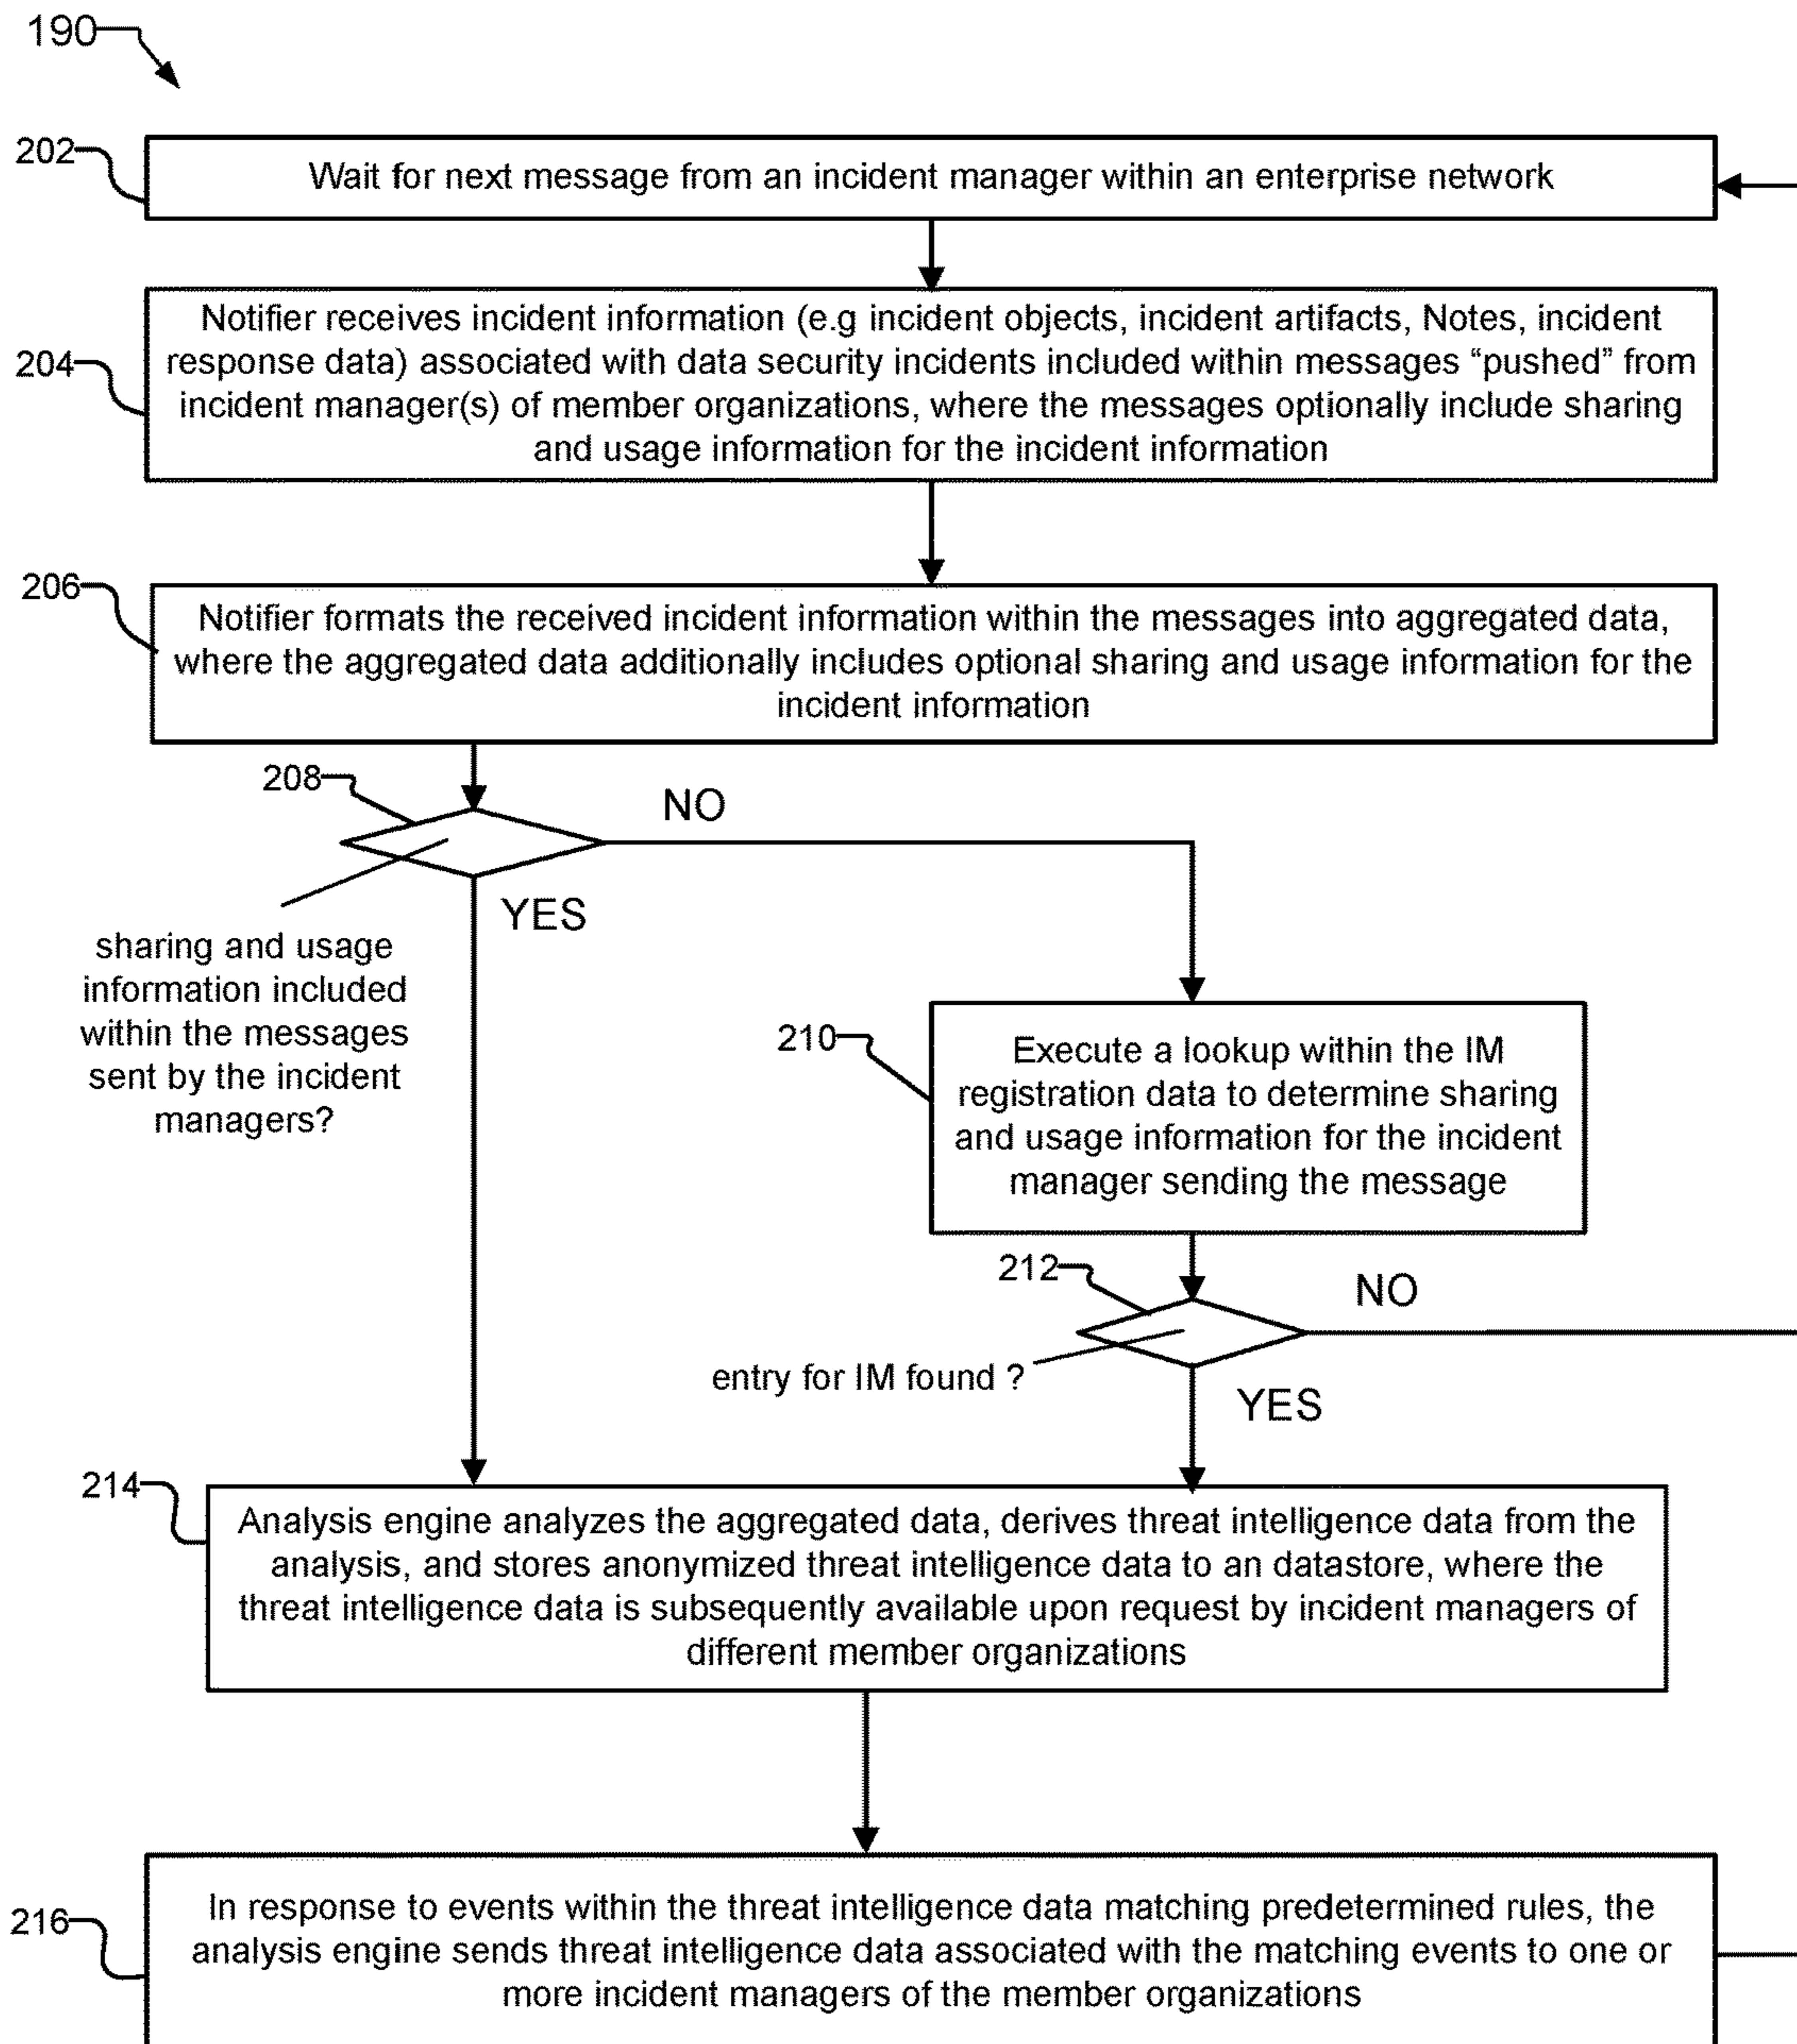 190
202
Wait for next message from an incident manager within an enterprise network
204
Notifier receives incident information (e.g incident objects, incident artifacts, Notes, incident
response data) associated with data security incidents included within messages “pushed” from
incident manager(s) of member organizations, where the messages optionally include sharing
and usage information for the incident information
206
Notifier formats the received incident information within the messages into aggregated data,
where the aggregated data additionally includes optional sharing and usage information for the
incident information
208
NO
YES
sharing and usage
information included
within the messages
sent by the incident
managers?
210
Execute a lookup within the IM
registration data to determine sharing
and usage information for the incident
manager sending the message
212
NO
entry for IM found ?
YES
214
Analysis engine analyzes the aggregated data, derives threat intelligence data from the
analysis, and stores anonymized threat intelligence data to an datastore, where the
threat intelligence data is subsequently available upon request by incident managers of
different member organizations
216
In response to events within the threat intelligence data matching predetermined rules, the
analysis engine sends threat intelligence data associated with the matching events to one or
more incident managers of the member organizations